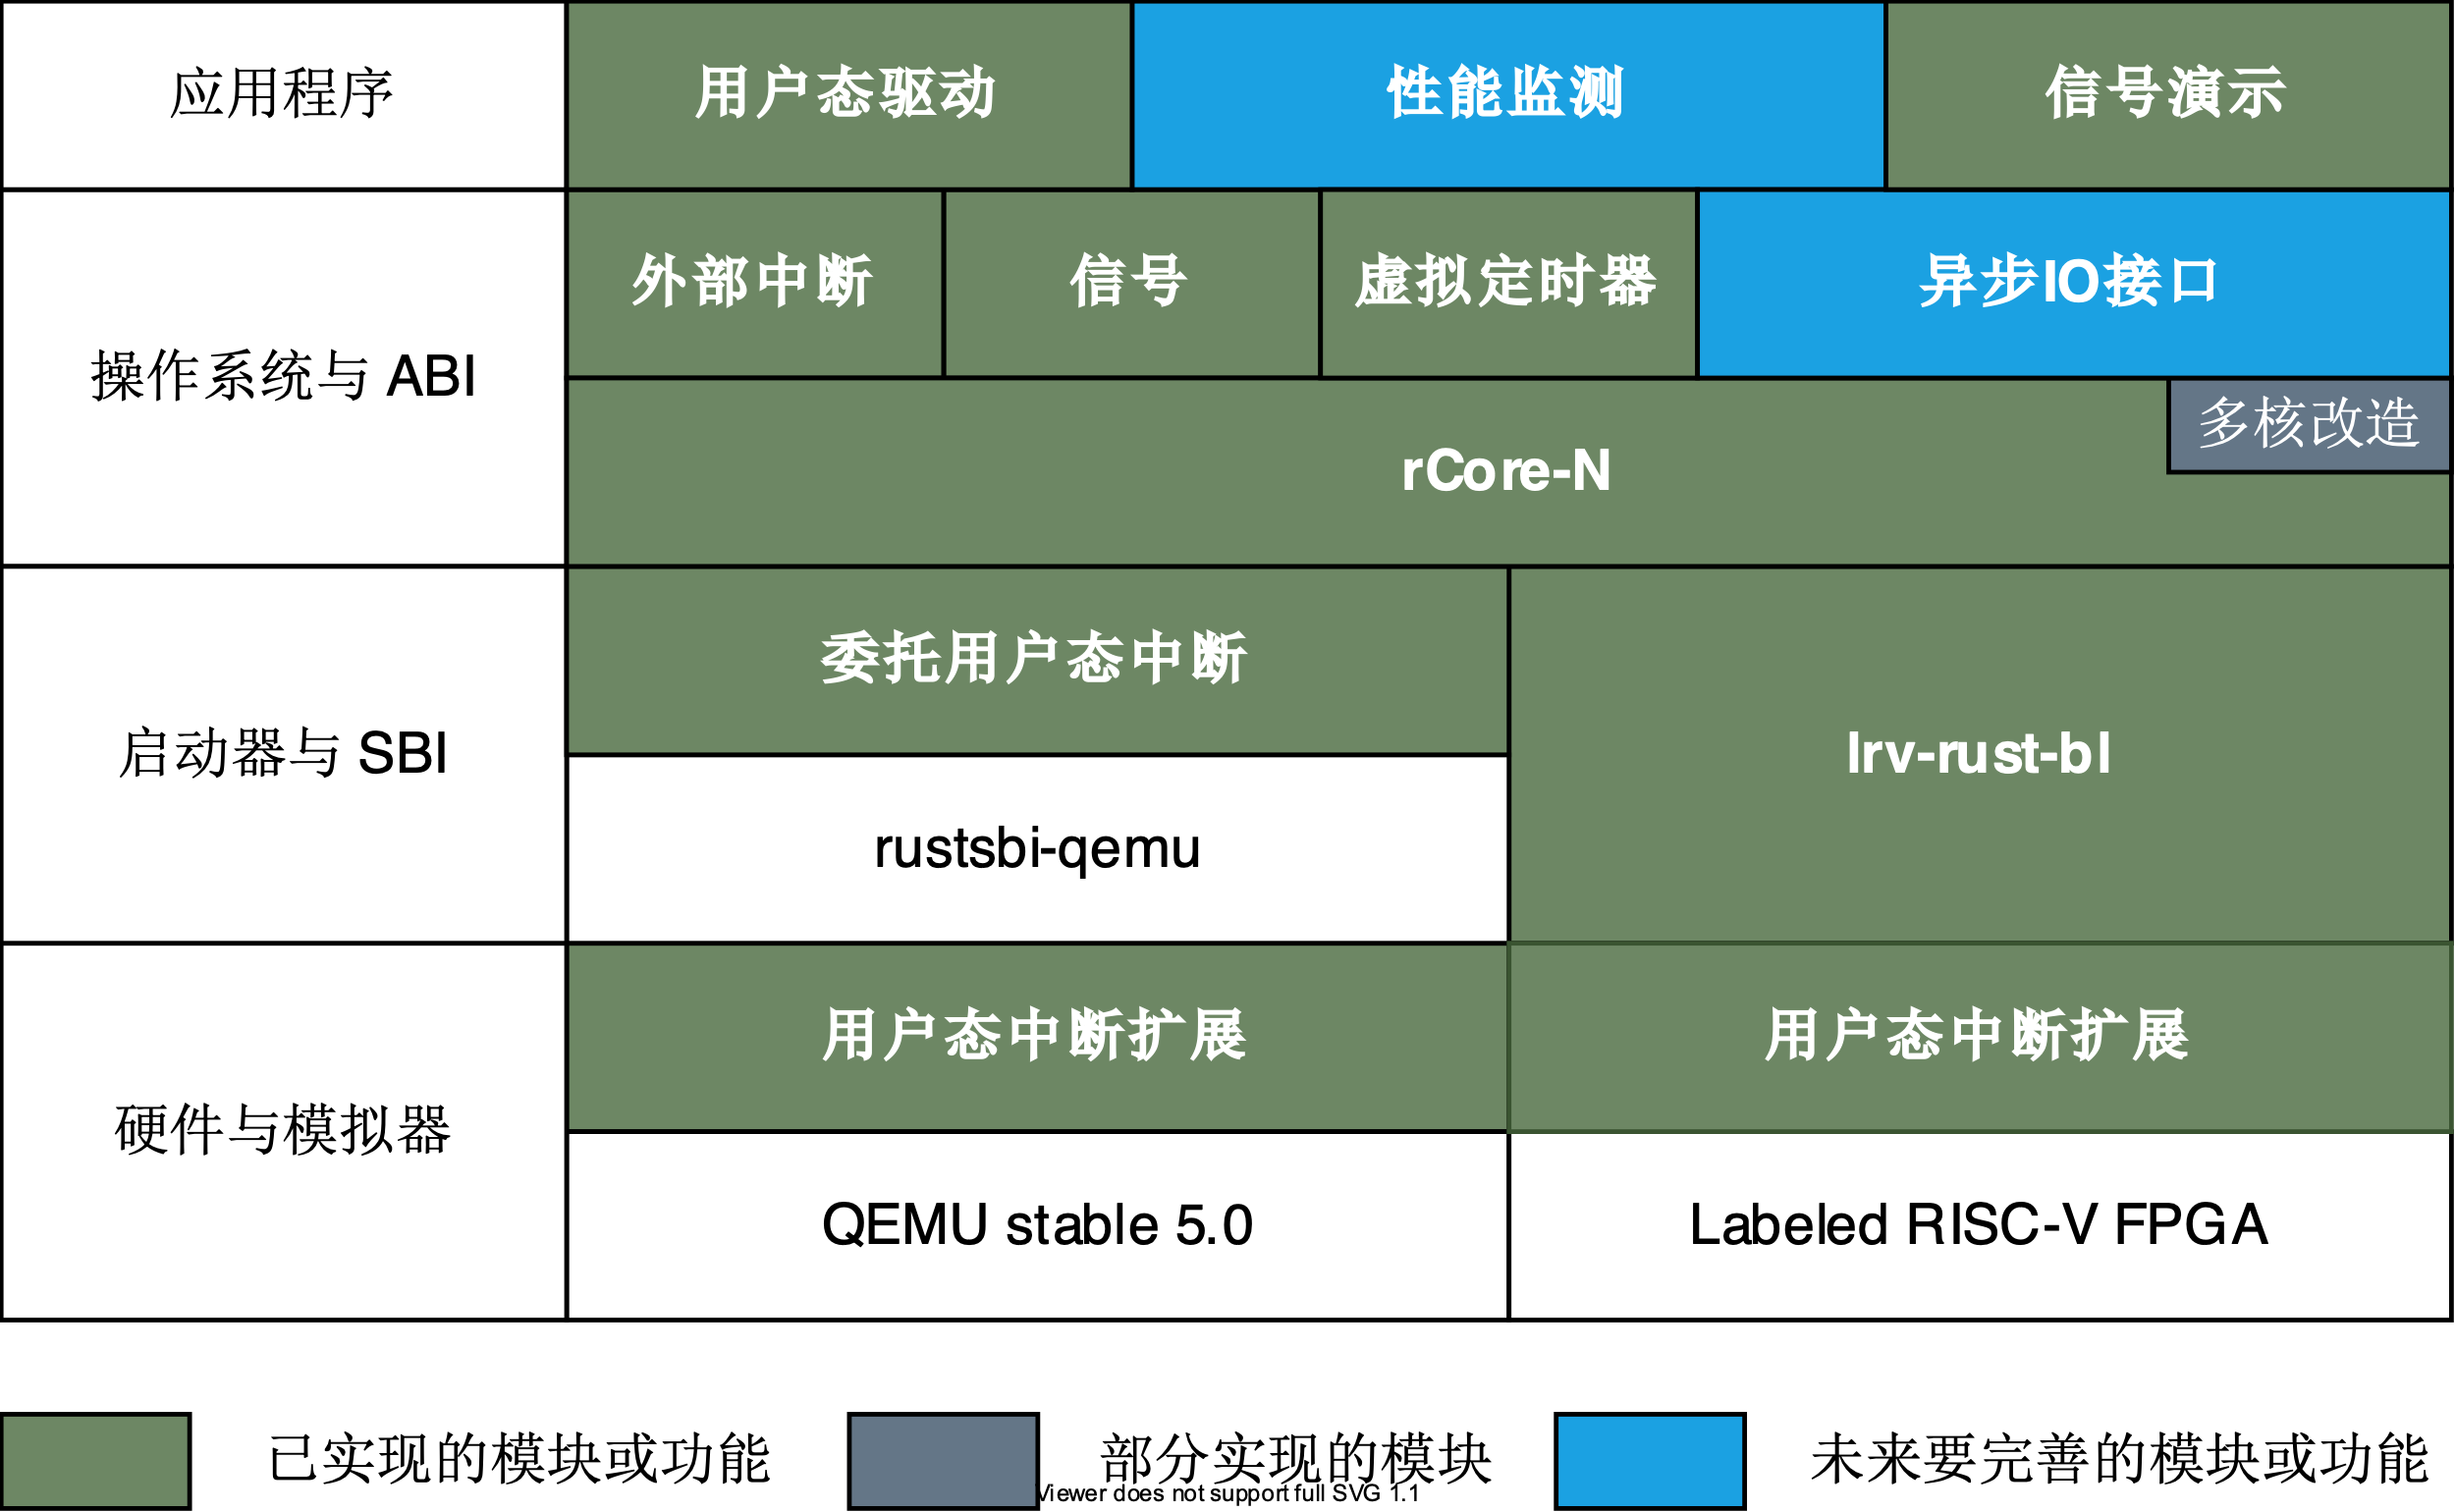 应用程序
用户态驱动
性能监测
信号演示
操作系统与 ABI
外部中断
信号
虚拟定时器
异步IO接口
rCore-N
多核改造
启动器与 SBI
委托用户态中断
lrv-rust-bl
rustsbi-qemu
硬件与模拟器
用户态中断扩展
用户态中断扩展
QEMU stable 5.0
Labeled RISC-V FPGA
已实现的模块或功能
部分实现的模块
未来要完善的模块或功能
Viewer does not support full SVG 1.1